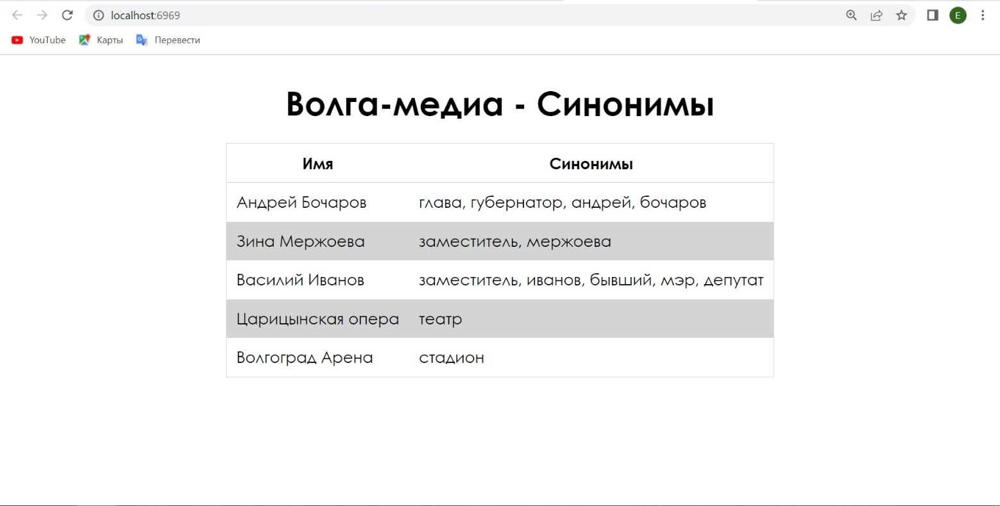 localhost:6969
E
YouTube Карты Перевести
Волга-медиа - Синонимы
Имя Синонимы
Андрей Бочаров глава, губернатор, андрей, бочаров
Зина Мержоева заместитель, мержоева
Василий Иванов заместитель, иванов, бывший, мэр, депутат
Царицынская опера театр
Волгоград Арена стадион